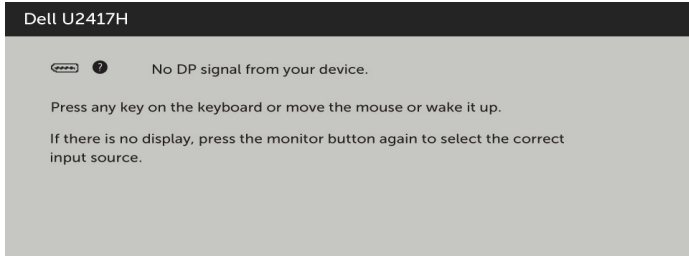 Dell U2417H
? No DP signal from your device.
Press any key on the keyboard or move the mouse or wake it up.
If there is no display, press the monitor button again to select the correct
input source.